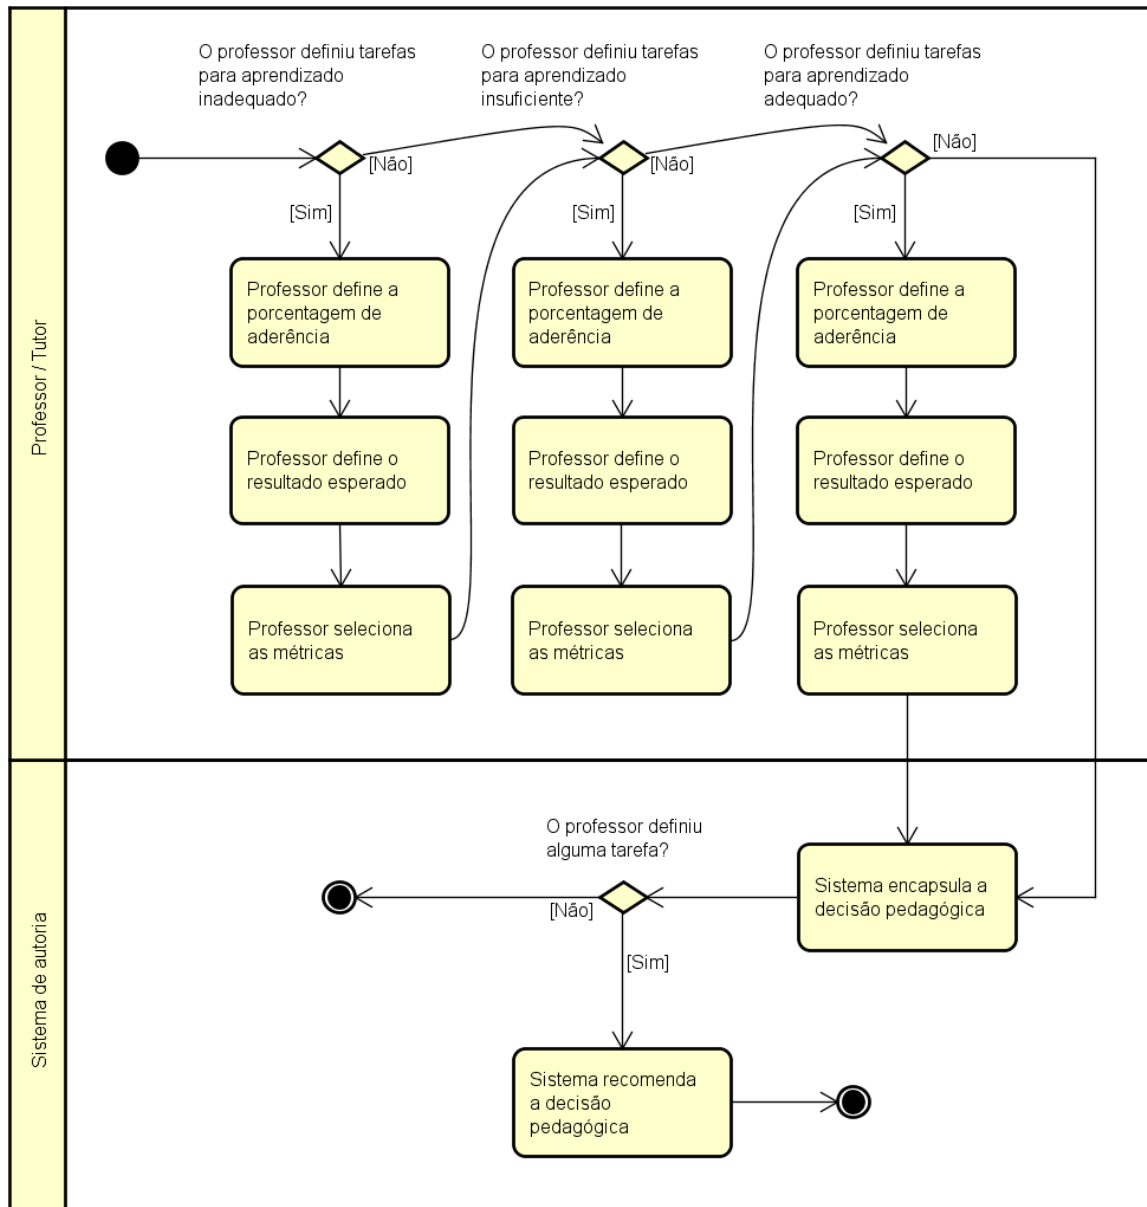 Professor / Tutor
O professor definiu tarefas
para aprendizado
inadequado?
O professor definiu tarefas
para aprendizado
insuficiente?
O professor definiu tarefas
para aprendizado
adequado?
[Não]
[Não]
[Não]
[Sim]
[Sim]
[Sim]
Professor define a
porcentagem de
aderência
Professor define a
porcentagem de
aderência
Professor define a
porcentagem de
aderência
Professor define o
resultado esperado
Professor define o
resultado esperado
Professor define o
resultado esperado
Professor seleciona
as métricas
Professor seleciona
as métricas
Professor seleciona
as métricas
Sistema de autoria
O professor definiu
alguma tarefa?
Sistema encapsula a
decisão pedagógica
[Não]
[Sim]
Sistema recomenda
a decisão
pedagógica